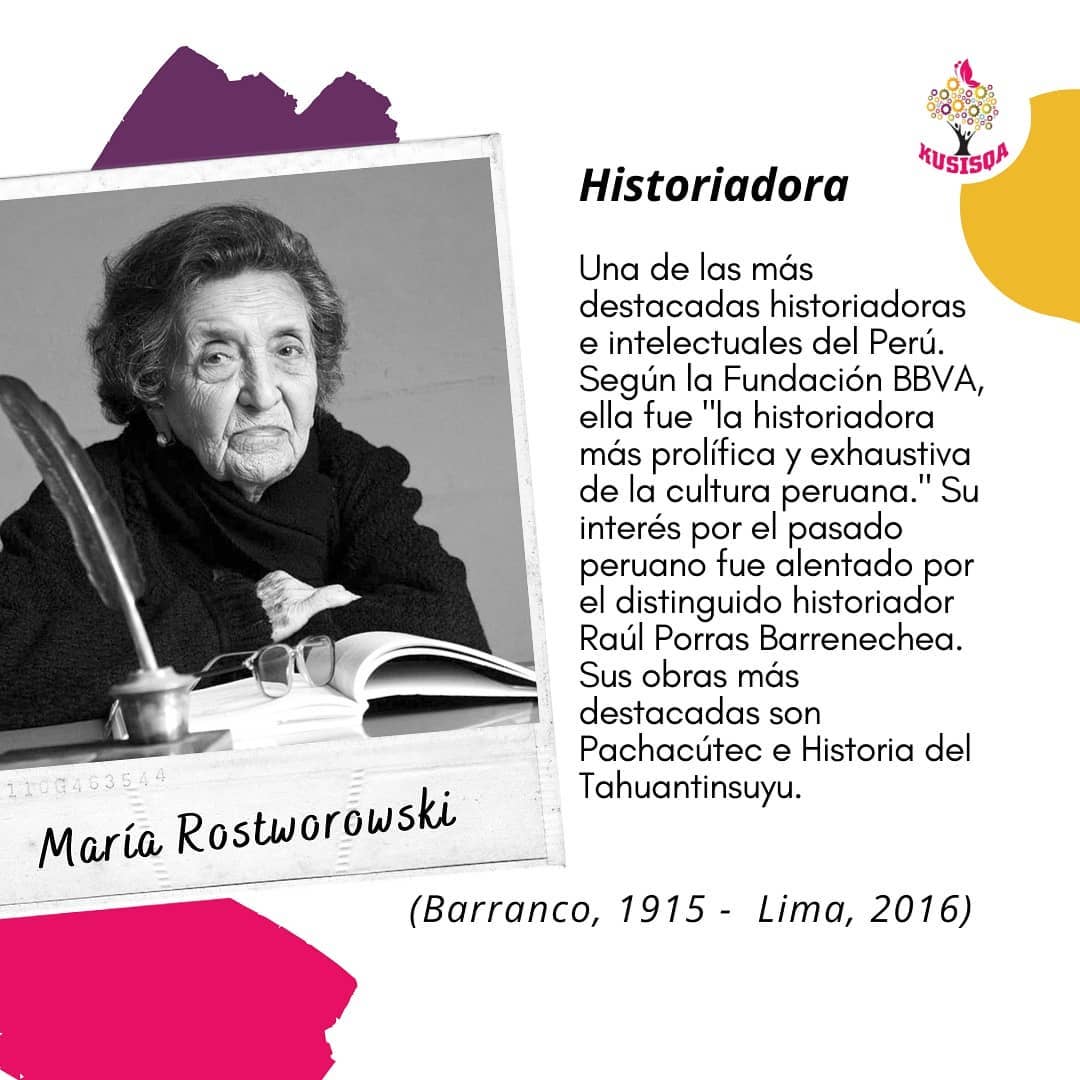 KUSISQA
Historiadora
Una de las más
destacadas historiadoras
e intelectuales del Perú.
Según la Fundación BBVA,
ella fue "la historiadora
más prolífica y exhaustiva
de la cultura peruana." Su
interés por el pasado
peruano fue alentado por
el distinguido historiador
Raúl Porras Barrenechea.
Sus obras más
destacadas son
Pachacútec e Historia del
Tahuantinsuyu.
110G463544
María Rostworowski
(Barranco, 1915 - Lima, 2016)